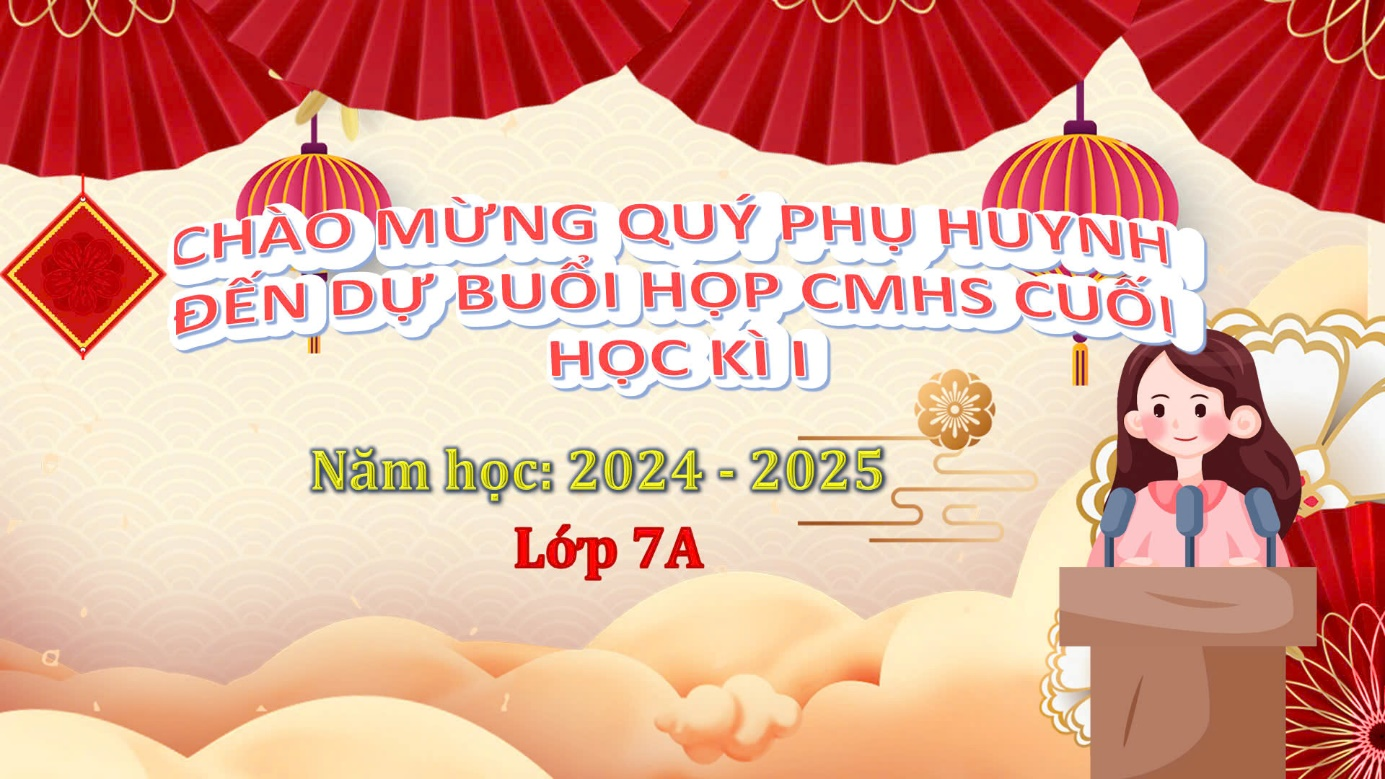 CHÀO MỪNG QUÝ PHỤ HUYNH
ĐẾN DỰ BUỔI HỌP CMHS CUỐI
HỌC KÌ I
Năm học: 2024 - 2025
Lớp 7A